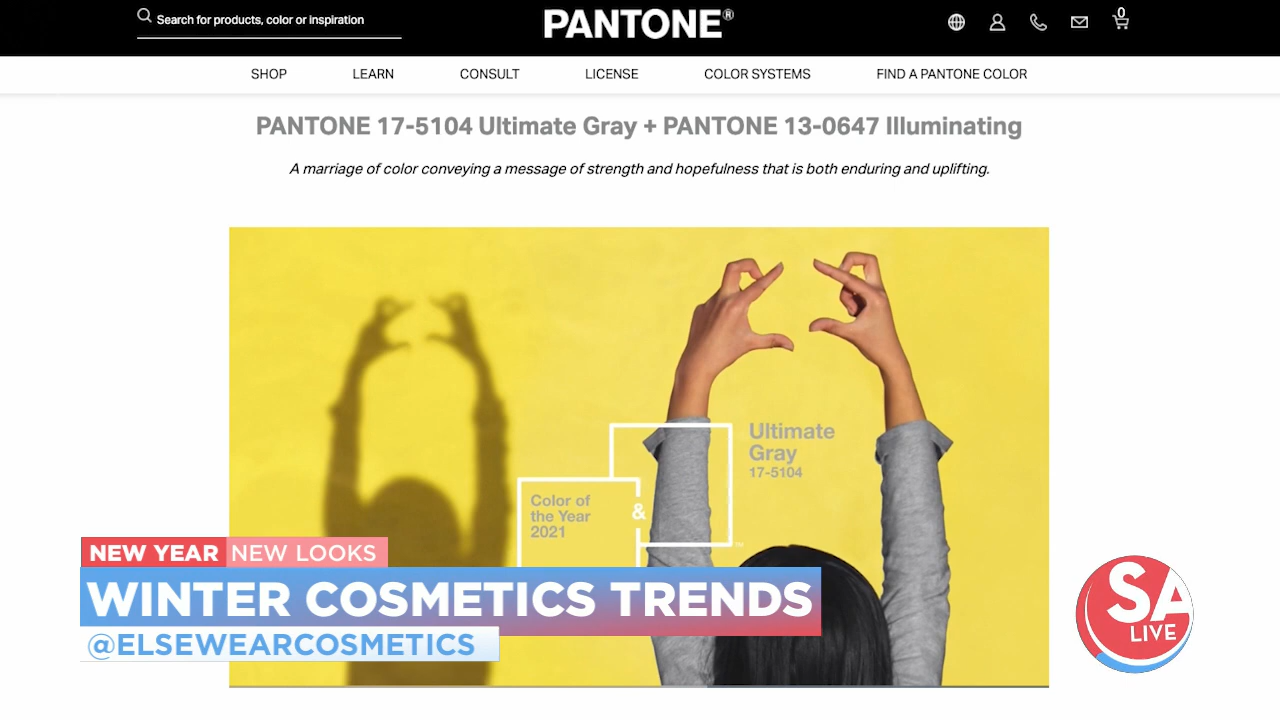 Search for products, color or inspiration
PANTONE®
0
SHOP LEARN CONSULT LICENSE COLOR SYSTEMS FIND A PANTONE COLOR
PANTONE 17-5104 Ultimate Gray + PANTONE 13-0647 Illuminating
A marriage of color conveying a message of strength and hopefulness that is both enduring and uplifting.
Ultimate
Gray
17-5104
Color of
the Year
2021
&
™
NEW YEAR NEW LOOKS
WINTER COSMETICS TRENDS
@ELSEWEARCOSMETICS
SA
LIVE